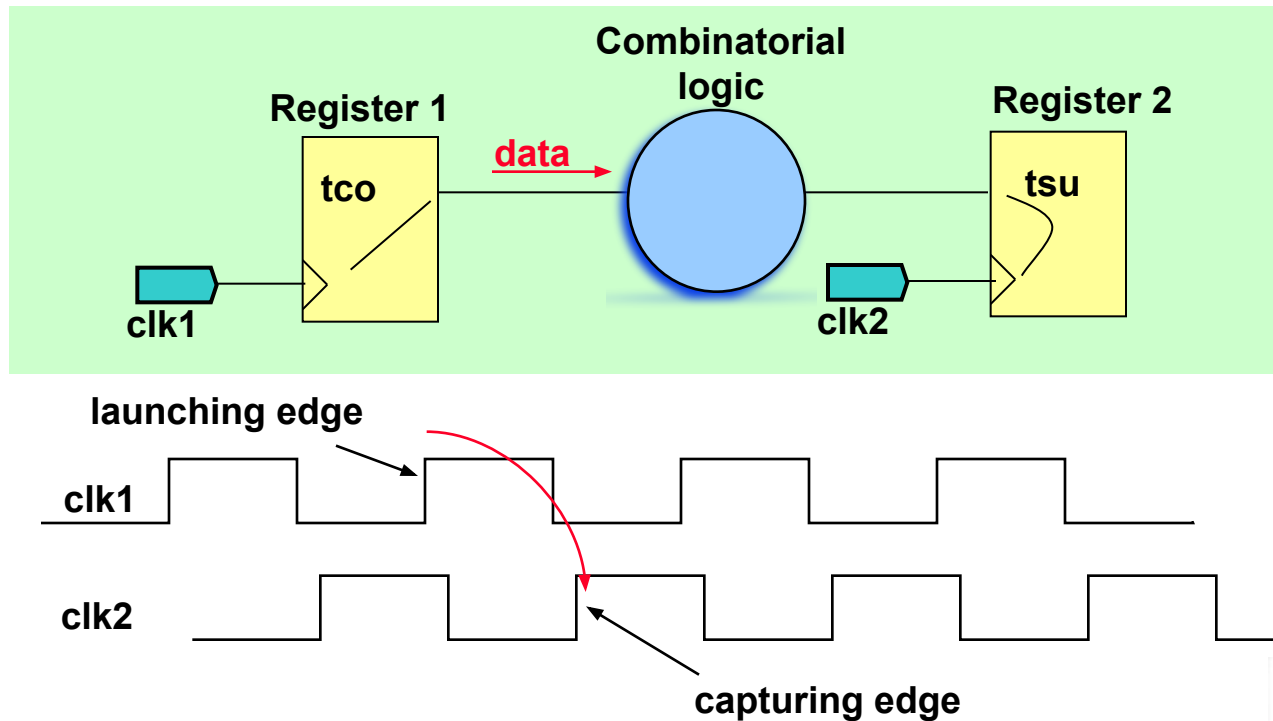 Combinatorial
logic
Register 1
Register 2
data
tco
tsu
clk1
clk2
launching edge
clk1
clk2
capturing edge